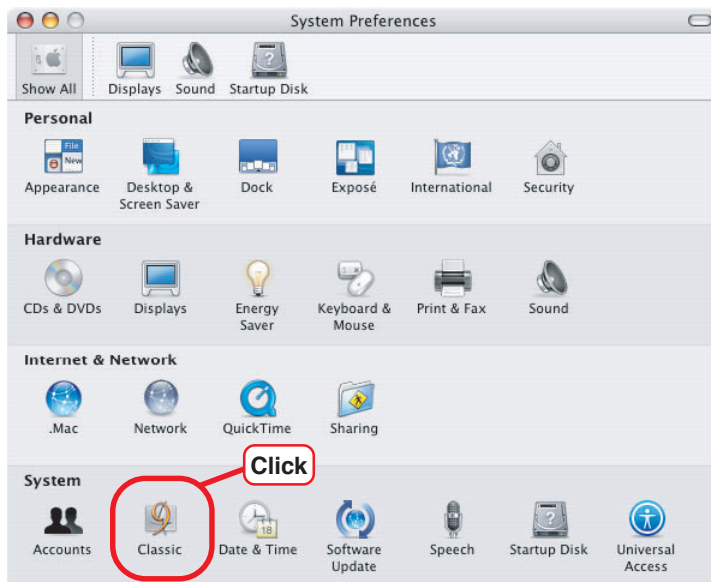 System Preferences
Show All
Displays
Sound
Startup Disk
Personal
File
New
Appearance
Desktop &
Screen Saver
Dock
Exposé
International
Security
Hardware
CDs & DVDs
Displays
Energy
Saver
Keyboard &
Mouse
Print & Fax
Sound
Internet & Network
.Mac
Network
QuickTime
Sharing
Click
System
Accounts
9
Classic
18
Date & Time
Software
Update
Speech
?
Startup Disk
Universal
Access